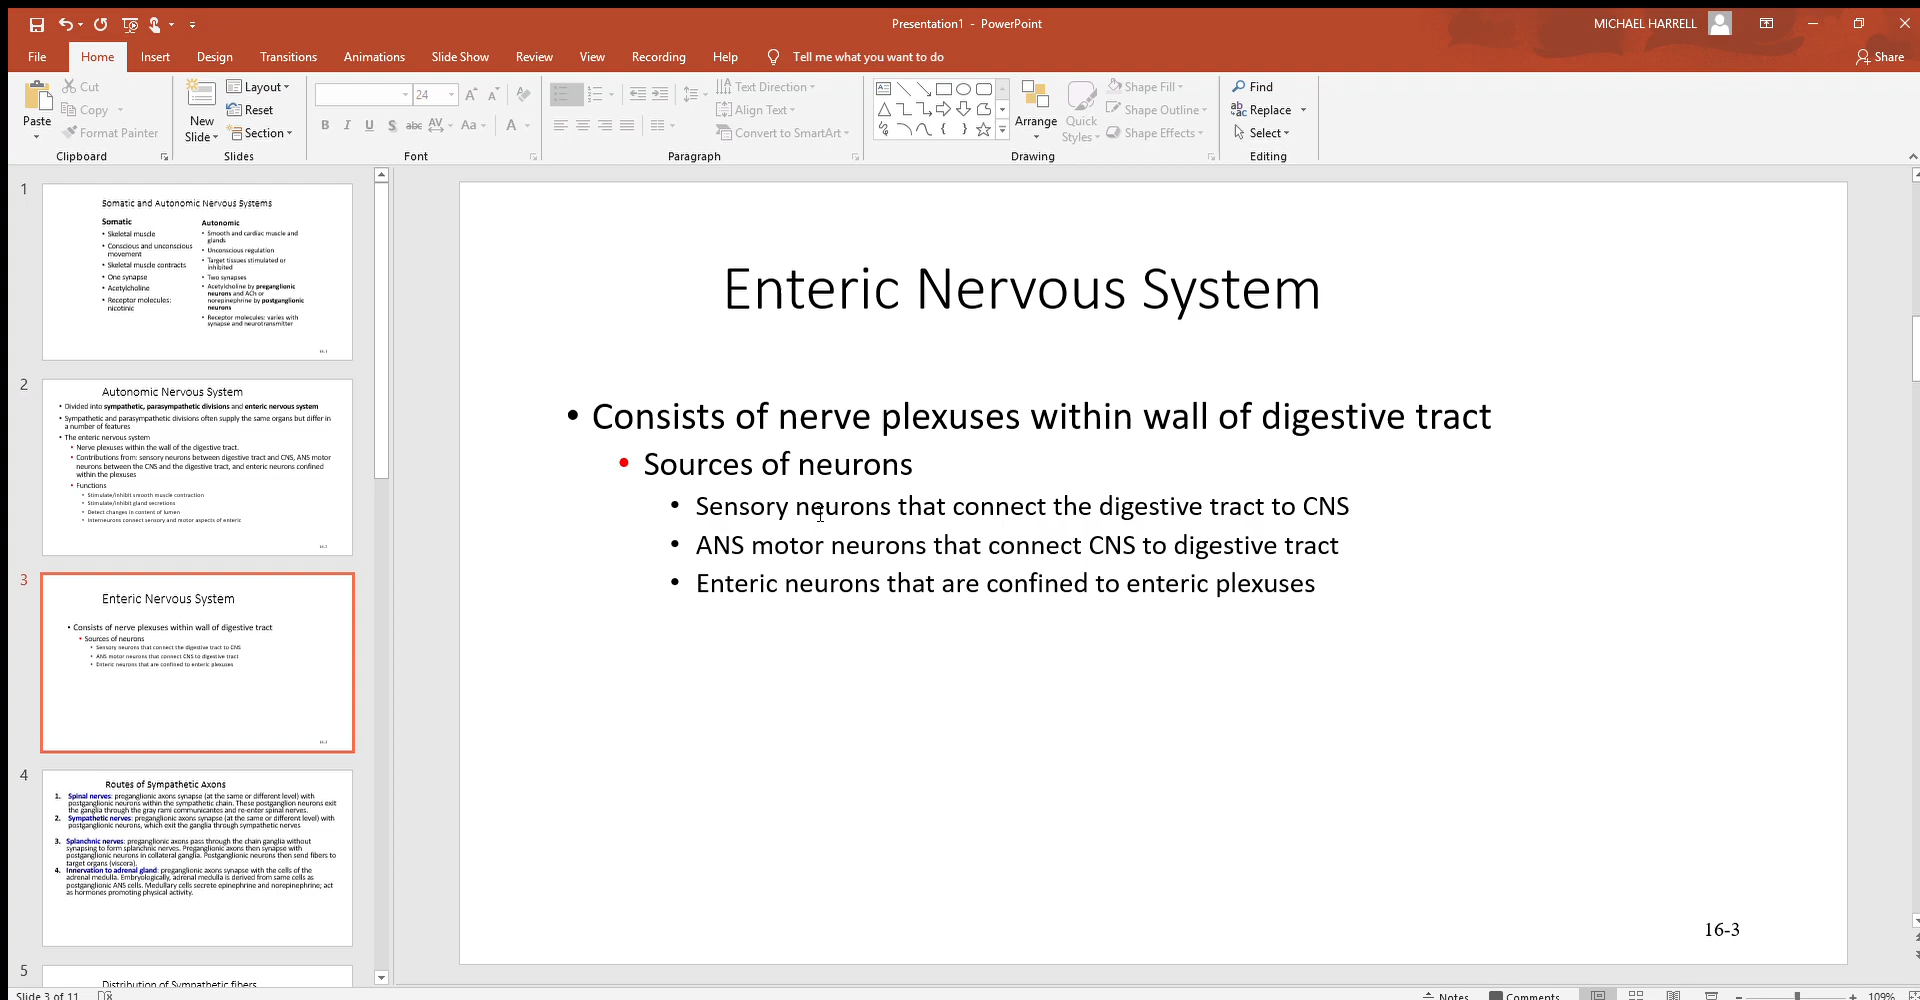 Presentation1 - PowerPoint
MICHAEL HARRELL
File Home Insert Design Transitions Animations Slide Show Review View Recording Help Tell me what you want to do
Share
Paste
Cut
Copy
Format Painter
Clipboard
New Slide
Layout
Reset
Section
Slides
24
B I U S abc AV Aa A
Font
Text Direction
Align Text
Convert to SmartArt
Paragraph
Arrange
Quick Styles
Shape Fill
Shape Outline
Shape Effects
Drawing
Find
Replace
Select
Editing
1
Somatic and Autonomic Nervous Systems
Somatic
• Skeletal muscle
• Conscious and unconscious
movement
• Skeletal muscle contracts
• One synapse
• Acetylcholine
• Receptor molecules:
nicotinic
Autonomic
• Smooth and cardiac muscle and
glands
• Unconscious regulation
• Target tissues stimulated or
inhibited
• Two synapses
• Acetylcholine by preganglionic
neurons and ACh or
norepinephrine by postganglionic
neurons
• Receptor molecules: varies with
synapse and neurotransmitter
16-1
2
Autonomic Nervous System
• Divided into sympathetic, parasympathetic divisions and enteric nervous system
• Sympathetic and parasympathetic divisions often supply the same organs but differ in
a number of features
• The enteric nervous system
• Nerve plexuses within the wall of the digestive tract.
• Contributions from: sensory neurons between digestive tract and CNS, ANS motor
neurons between the CNS and the digestive tract, and enteric neurons confined
within the plexuses
• Functions
• Stimulate/inhibit smooth muscle contraction
• Stimulate/inhibit gland secretions
• Detect changes in content of lumen
• Interneurons connect sensory and motor aspects of enteric
16-2
3
Enteric Nervous System
• Consists of nerve plexuses within wall of digestive tract
• Sources of neurons
• Sensory neurons that connect the digestive tract to CNS
• ANS motor neurons that connect CNS to digestive tract
• Enteric neurons that are confined to enteric plexuses
16-3
4
Routes of Sympathetic Axons
1. Spinal nerves: preganglionic axons synapse (at the same or different level) with
postganglionic neurons within the sympathetic chain. These postganglion neurons exit
the ganglia through the gray rami communicantes and re-enter spinal nerves.
2. Sympathetic nerves: preganglionic axons synapse (at the same or different level) with
postganglionic neurons, which exit the ganglia through sympathetic nerves
3. Splanchnic nerves: preganglionic axons pass through the chain ganglia without
synapsing to form splanchnic nerves. Preganglionic axons then synapse with
postganglionic neurons in collateral ganglia. Postganglionic neurons then send fibers to
target organs (viscera).
4. Innervation to adrenal gland: preganglionic axons synapse with the cells of the
adrenal medulla. Embryologically, adrenal medulla is derived from same cells as
postganglionic ANS cells. Medullary cells secrete epinephrine and norepinephrine; act
as hormones promoting physical activity.
5
Distribution of Sympathetic fibers
Enteric Nervous System
• Consists of nerve plexuses within wall of digestive tract
• Sources of neurons
• Sensory neurons that connect the digestive tract to CNS
• ANS motor neurons that connect CNS to digestive tract
• Enteric neurons that are confined to enteric plexuses
16-3
Slide 3 of 11
Notes Comments 109%